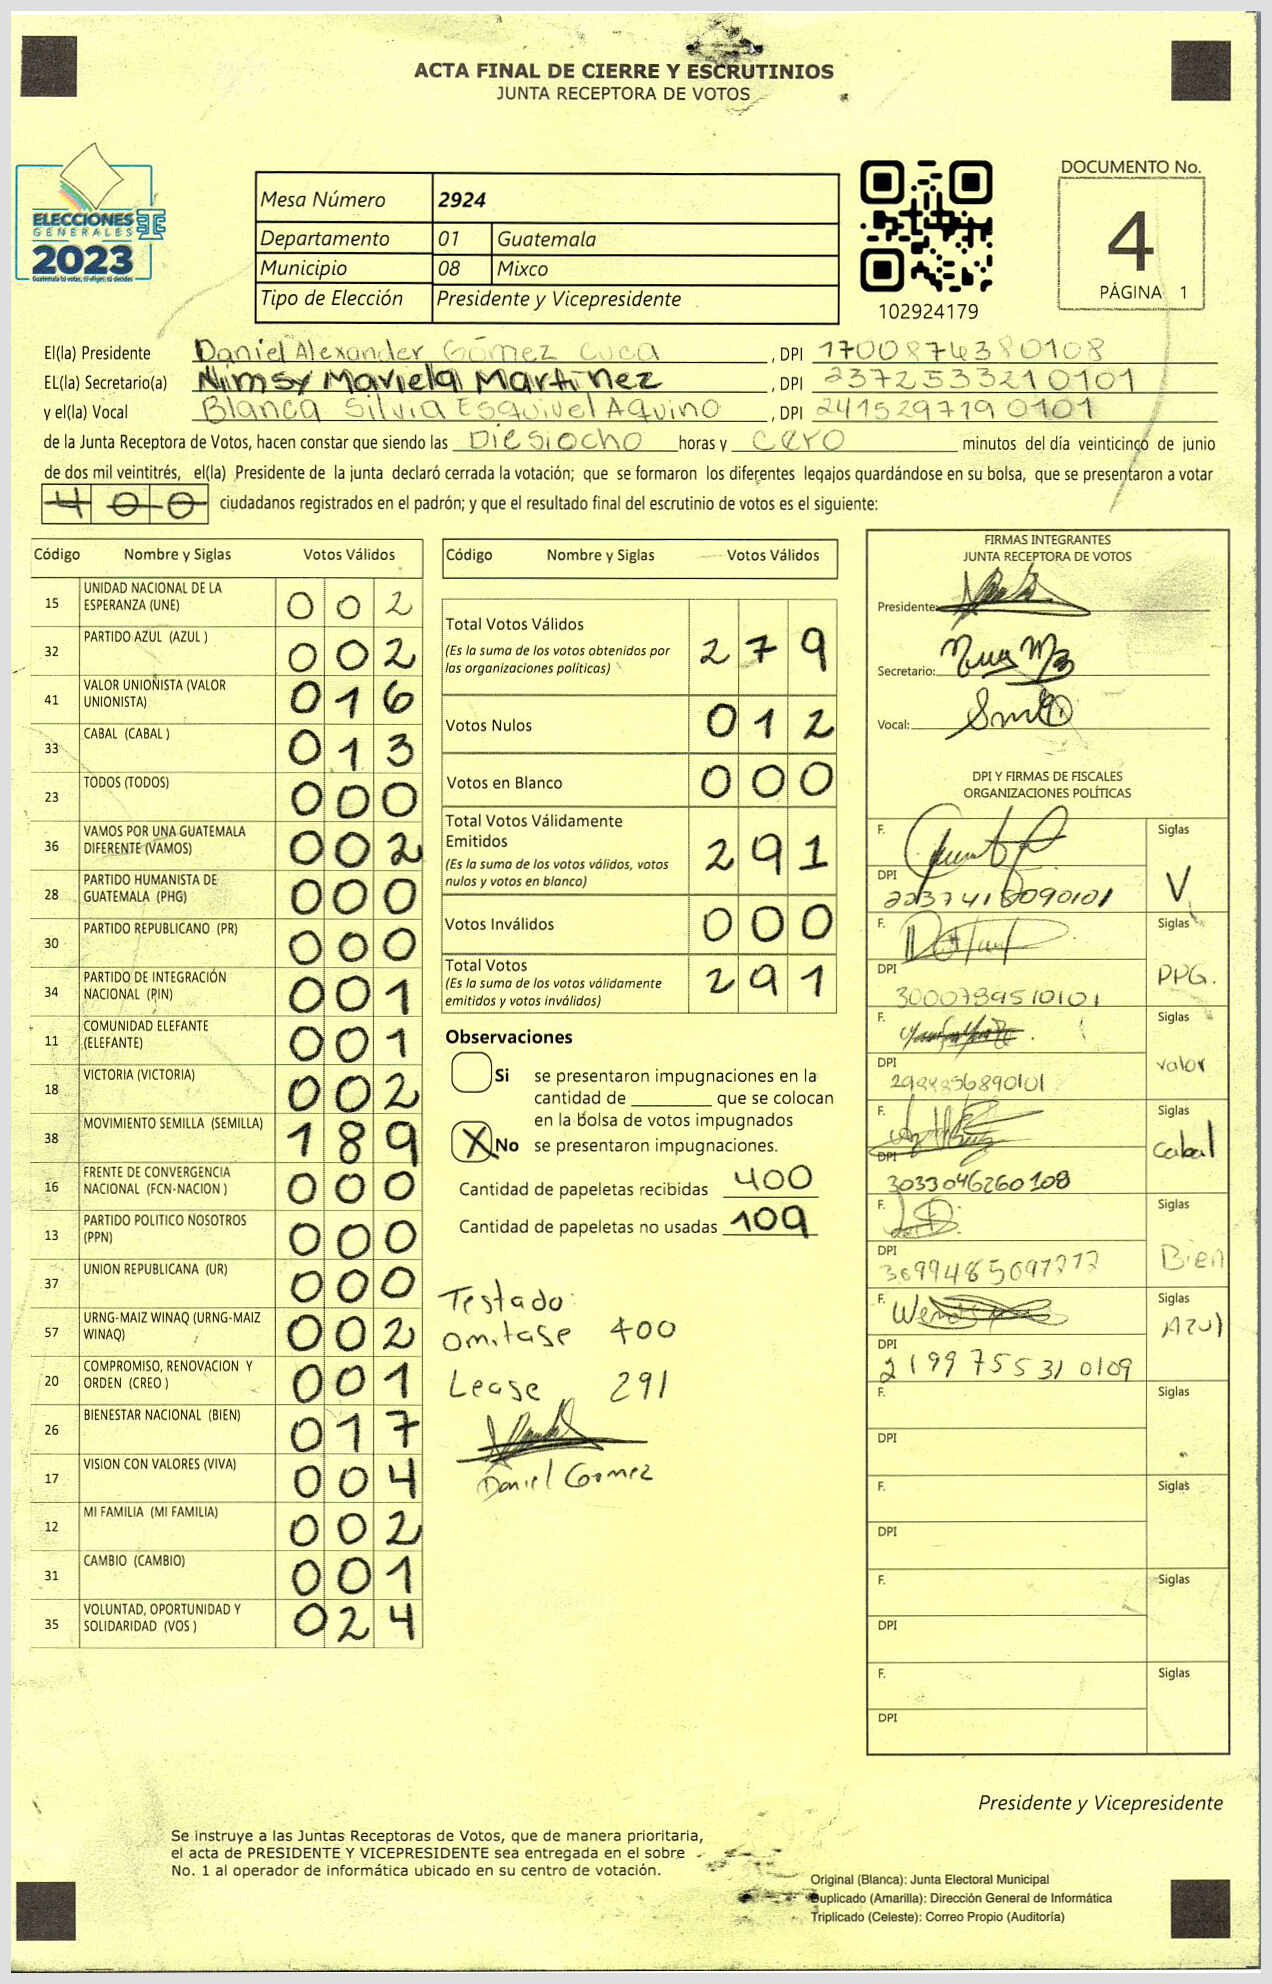 ACTA FINAL DE CIERRE Y ESCRUTINIOS
JUNTA RECEPTORA DE VOTOS
ELECCIONES
GENERALES
2023
Guatemala tú votas, tú eliges, tú decides
Mesa Número 2924
Departamento 01 Guatemala
Municipio 08 Mixco
Tipo de Elección Presidente y Vicepresidente
102924179
DOCUMENTO No.
4
PÁGINA 1
El(la) Presidente Daniel Alexander Gómez Cuca , DPI 1700874380108
EL(la) Secretario(a) Nimsy Mariela Martínez , DPI 2372533210101
y el(la) Vocal Blanca Silvia Esquivel Aquino , DPI 2415297190101
de la Junta Receptora de Votos, hacen constar que siendo las Diesiocho horas y cero minutos del día veinticinco de junio
de dos mil veintitrés, el(la) Presidente de la junta declaró cerrada la votación; que se formaron los diferentes legajos guardándose en su bolsa, que se presentaron a votar
400 ciudadanos registrados en el padrón; y que el resultado final del escrutinio de votos es el siguiente:
Código Nombre y Siglas Votos Válidos
15 UNIDAD NACIONAL DE LA ESPERANZA (UNE) 0 0 2
32 PARTIDO AZUL (AZUL ) 0 0 2
41 VALOR UNIONISTA (VALOR UNIONISTA) 0 1 6
33 CABAL (CABAL ) 0 1 3
23 TODOS (TODOS) 0 0 0
36 VAMOS POR UNA GUATEMALA DIFERENTE (VAMOS) 0 0 2
28 PARTIDO HUMANISTA DE GUATEMALA (PHG) 0 0 0
30 PARTIDO REPUBLICANO (PR) 0 0 0
34 PARTIDO DE INTEGRACIÓN NACIONAL (PIN) 0 0 1
11 COMUNIDAD ELEFANTE (ELEFANTE) 0 0 1
18 VICTORIA (VICTORIA) 0 0 2
38 MOVIMIENTO SEMILLA (SEMILLA) 1 8 9
16 FRENTE DE CONVERGENCIA NACIONAL (FCN-NACION ) 0 0 0
13 PARTIDO POLITICO NOSOTROS (PPN) 0 0 0
37 UNION REPUBLICANA (UR) 0 0 0
57 URNG-MAIZ WINAQ (URNG-MAIZ WINAQ) 0 0 2
20 COMPROMISO, RENOVACION Y ORDEN (CREO ) 0 0 1
26 BIENESTAR NACIONAL (BIEN) 0 1 7
17 VISION CON VALORES (VIVA) 0 0 4
12 MI FAMILIA (MI FAMILIA) 0 0 2
31 CAMBIO (CAMBIO) 0 0 1
35 VOLUNTAD, OPORTUNIDAD Y SOLIDARIDAD (VOS ) 0 2 4
Código Nombre y Siglas Votos Válidos
Total Votos Válidos 2 7 9
(Es la suma de los votos obtenidos por
las organizaciones políticas)
Votos Nulos 0 1 2
Votos en Blanco 0 0 0
Total Votos Válidamente
Emitidos 2 9 1
(Es la suma de los votos válidos, votos
nulos y votos en blanco)
Votos Inválidos 0 0 0
Total Votos 2 9 1
(Es la suma de los votos válidamente
emitidos y votos inválidos)
Observaciones
Si se presentaron impugnaciones en la
cantidad de ________ que se colocan
en la bolsa de votos impugnados
X No se presentaron impugnaciones.
Cantidad de papeletas recibidas 400
Cantidad de papeletas no usadas 109
Testado:
omitase 400
Lease 291
Daniel Gomez
FIRMAS INTEGRANTES
JUNTA RECEPTORA DE VOTOS
Presidente:
Secretario:
Vocal:
DPI Y FIRMAS DE FISCALES
ORGANIZACIONES POLÍTICAS
F. Siglas
DPI 2237418090101 V
F. Siglas
DPI 3000789510101 PPG.
F. Siglas
DPI valor
F. Siglas
DPI 3033046260108 Cabal
F. Siglas
DPI Bien
F. Siglas
DPI 2199755310109 AZUl
F. Siglas
DPI
F. Siglas
DPI
F. Siglas
DPI
F. Siglas
DPI
Presidente y Vicepresidente
Se instruye a las Juntas Receptoras de Votos, que de manera prioritaria,
el acta de PRESIDENTE Y VICEPRESIDENTE sea entregada en el sobre
No. 1 al operador de informática ubicado en su centro de votación.
Original (Blanca): Junta Electoral Municipal
Duplicado (Amarilla): Dirección General de Informática
Triplicado (Celeste): Correo Propio (Auditoría)